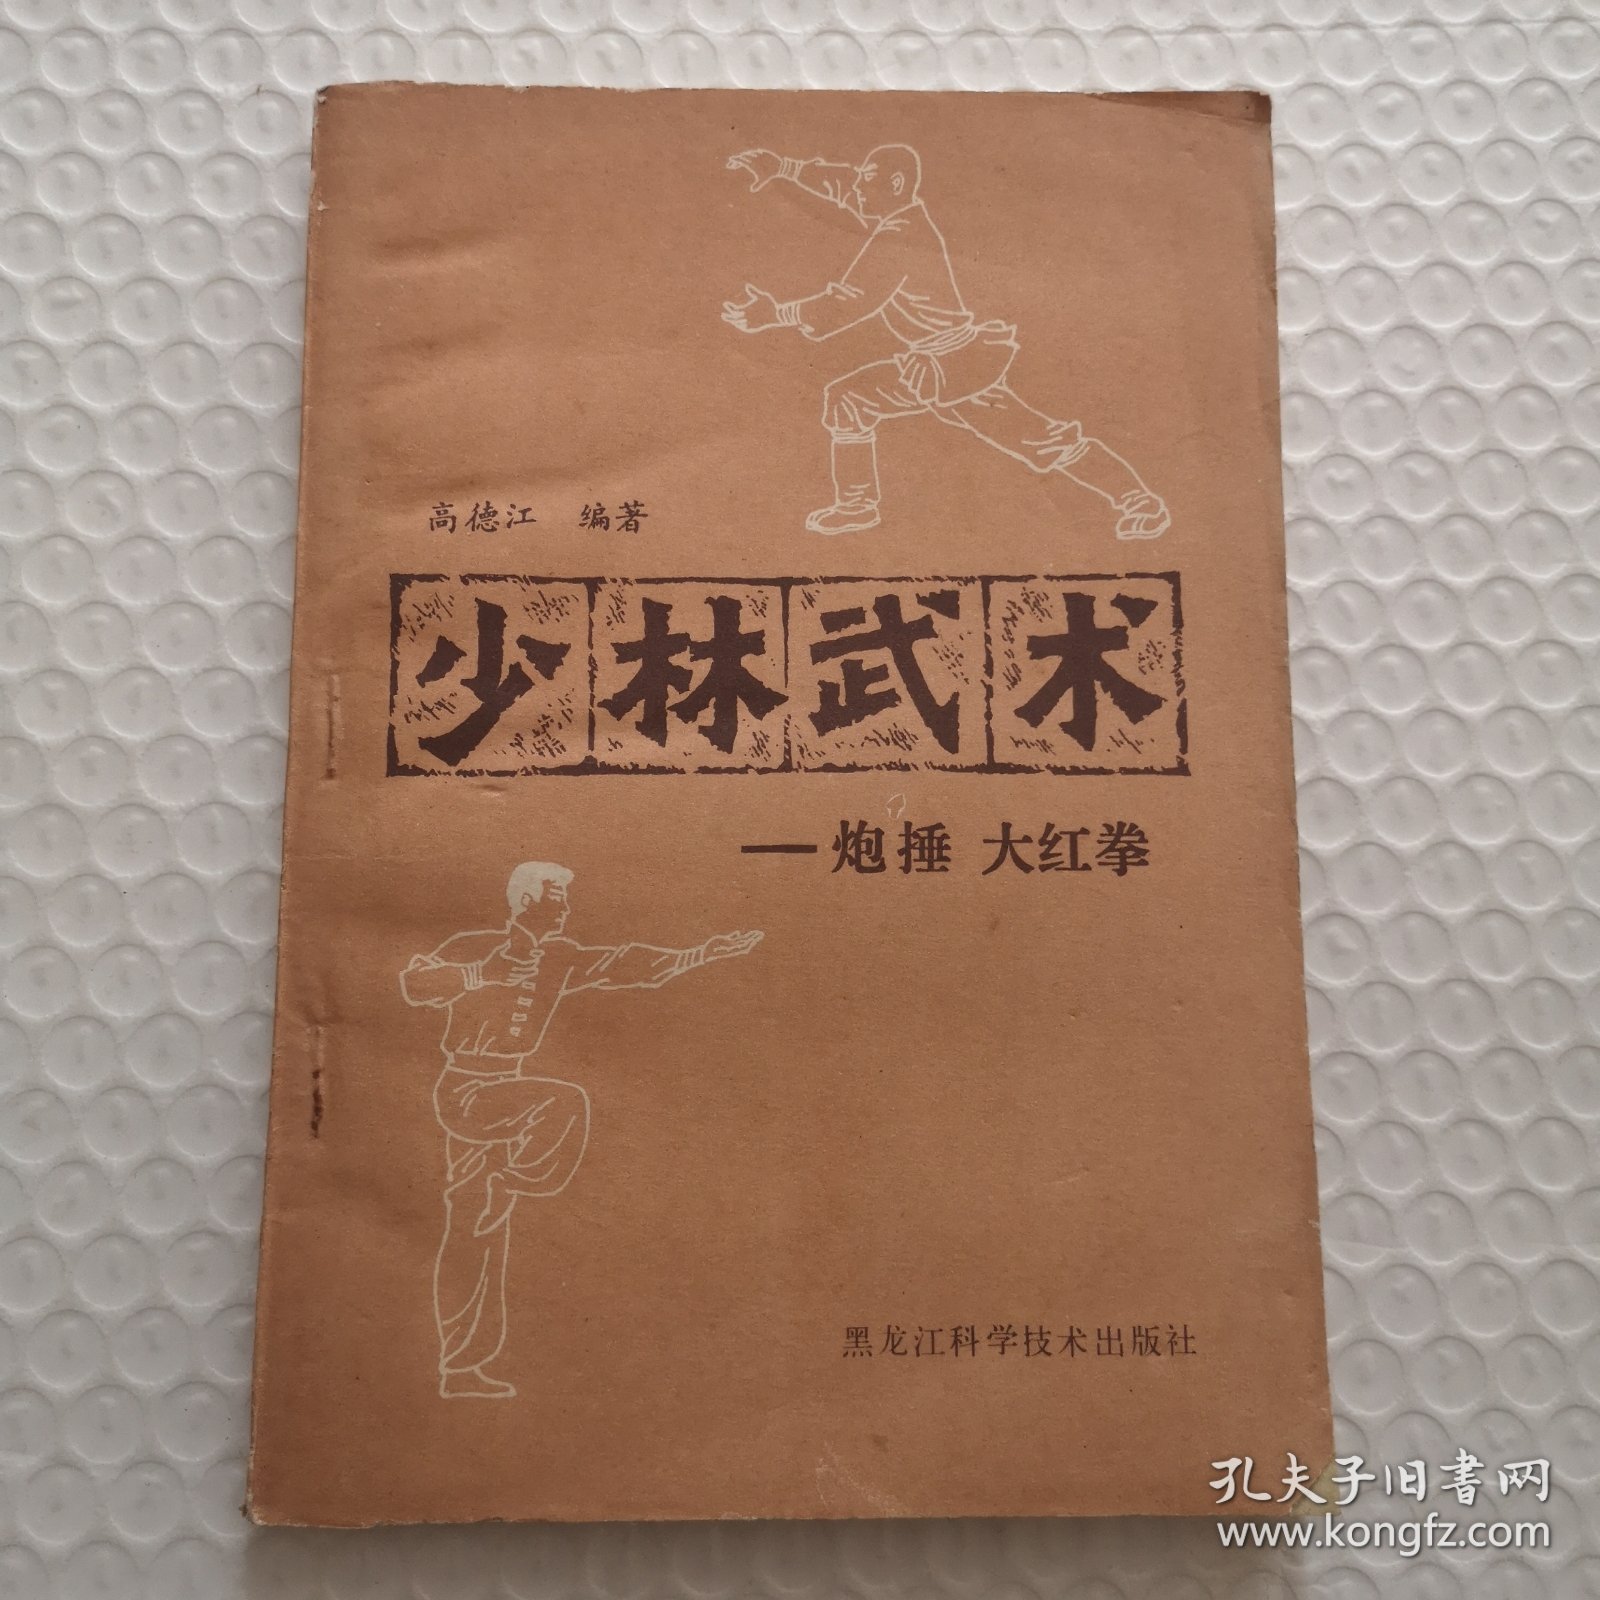 高德江 编著
少林武术
—炮捶 大红拳
黑龙江科学技术出版社
孔夫子旧书网
www.kongfz.com